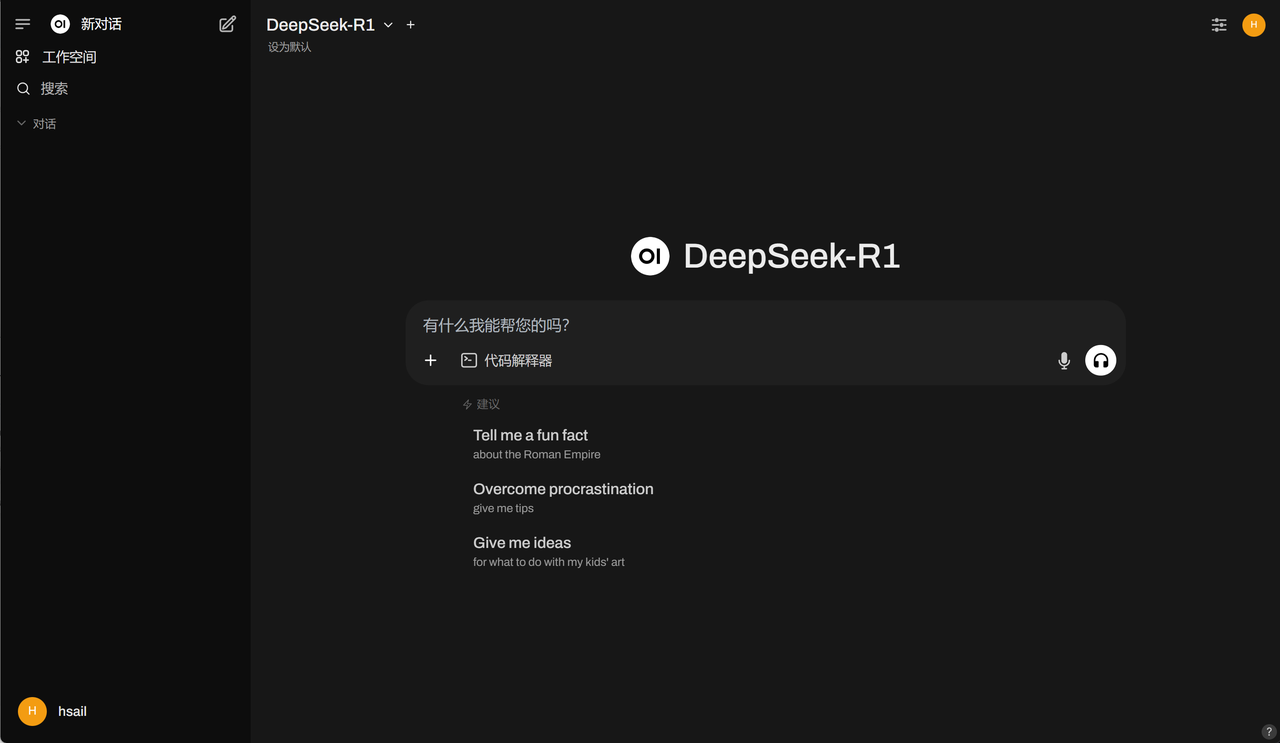 OI 新对话
工作空间
搜索
对话
DeepSeek-R1
设为默认
H
OI DeepSeek-R1
有什么我能帮您的吗?
代码解释器
建议
Tell me a fun fact
about the Roman Empire
Overcome procrastination
give me tips
Give me ideas
for what to do with my kids' art
H hsail
?